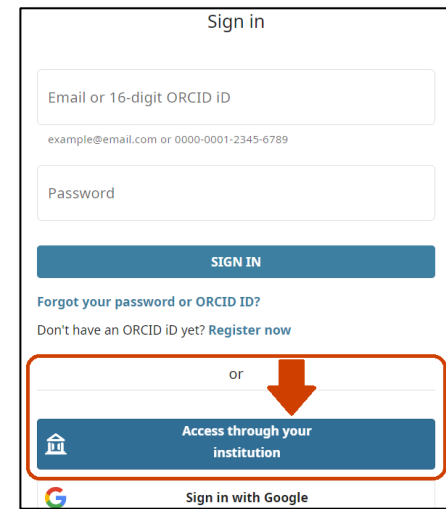 Sign in
Email or 16-digit ORCID iD
example@email.com or 0000-0001-2345-6789
Password
SIGN IN
Forgot your password or ORCID ID?
Don't have an ORCID iD yet? Register now
or
Access through your
institution
Sign in with Google